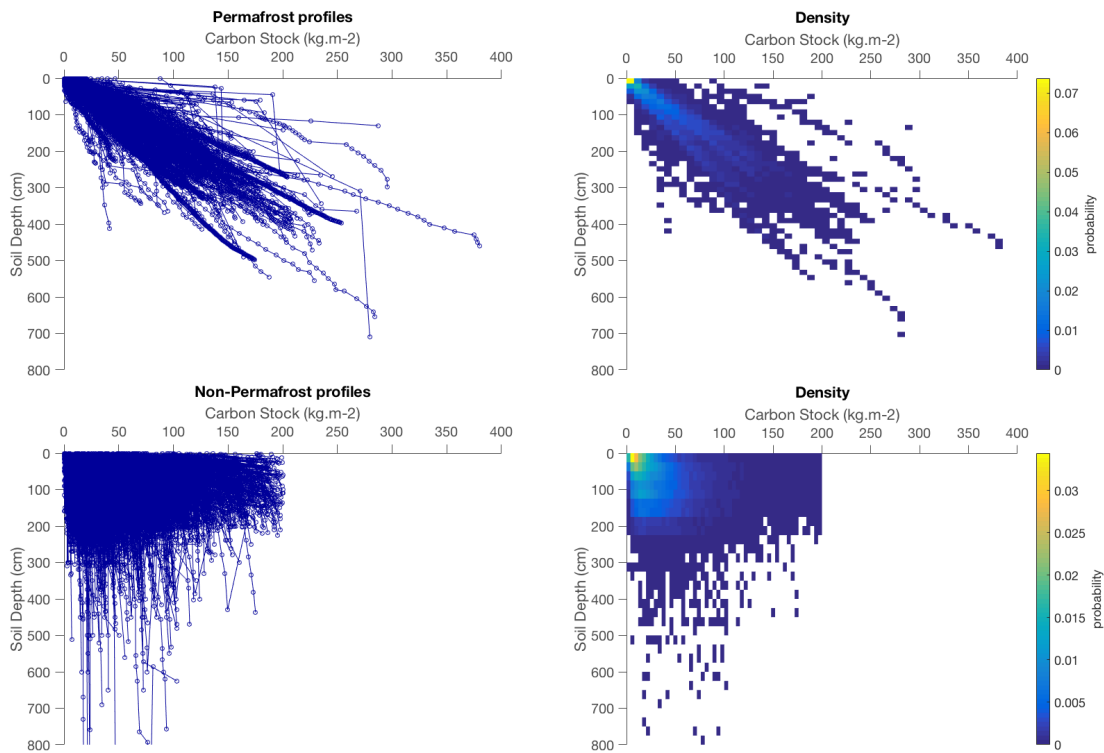 Permafrost profiles
Carbon Stock (kg.m-2)
0 50 100 150 200 250 300 350 400
0
100
200
300
400
500
600
700
800
Soil Depth (cm)
Density
Carbon Stock (kg.m-2)
0 50 100 150 200 250 300 350 400
0
100
200
300
400
500
600
700
800
Soil Depth (cm)
0.07
0.06
0.05
0.04
0.03
0.02
0.01
0
probability
Non-Permafrost profiles
Carbon Stock (kg.m-2)
0 50 100 150 200 250 300 350 400
0
100
200
300
400
500
600
700
800
Soil Depth (cm)
Density
Carbon Stock (kg.m-2)
0 50 100 150 200 250 300 350 400
0
100
200
300
400
500
600
700
800
Soil Depth (cm)
0.03
0.025
0.02
0.015
0.01
0.005
0
probability